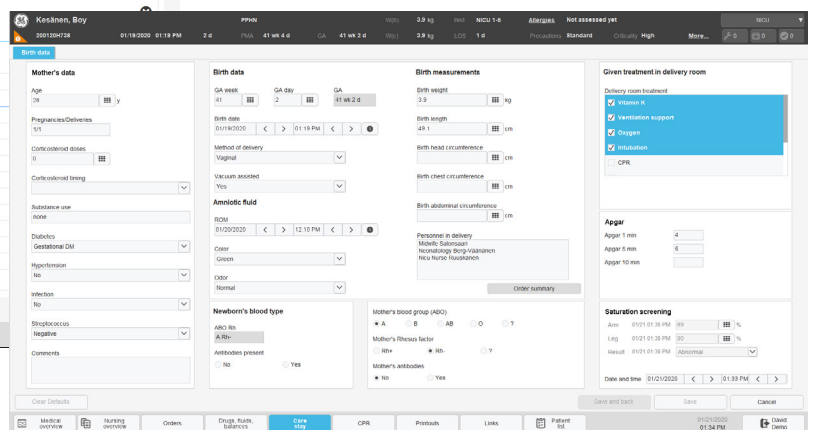 Kesänen, Boy PPHN W(b) 3.9 kg Bed NICU 1-6 Allergies Not assessed yet NICU
200120H738 01/19/2020 01:19 PM 2 d PMA 41 wk 4 d GA 41 wk 2 d W(c) 3.9 kg LOS 1 d Precautions Standard Criticality High More... 0 0 0
Birth data
Mother's data
Age
28 y
Pregnancies/Deliveries
1/1
Corticosteroid doses
0
Corticosteroid timing
Substance use
none
Diabetes
Gestational DM
Hypertension
No
Infection
No
Streptococcus
Negative
Comments
Birth data
GA week GA day GA
41 2 41 wk 2 d
Birth date
01/19/2020 01:19 PM
Method of delivery
Vaginal
Vacuum assisted
Yes
Amniotic fluid
ROM
01/20/2020 12:10 PM
Color
Green
Odor
Normal
Birth measurements
Birth weight
3.9 kg
Birth length
49.1 cm
Birth head circumference
cm
Birth chest circumference
cm
Birth abdominal circumference
cm
Personnel in delivery
Midwife Salonsaari
Neonatology Berg-Väänänen
Nicu Nurse Ruuskanen
Order summary
Newborn's blood type
ABO Rh
A Rh-
Antibodies present
No Yes
Mother's blood group (ABO)
A B AB O ?
Mother's Rhesus factor
Rh+ Rh- ?
Mother's antibodies
No Yes
Given treatment in delivery room
Delivery room treatment
Vitamin K
Ventilation support
Oxygen
Intubation
CPR
Apgar
Apgar 1 min 4
Apgar 5 min 6
Apgar 10 min
Saturation screening
Arm 01/21 01:38 PM 99 %
Leg 01/21 01:38 PM 90 %
Result 01/21 01:38 PM Abnormal
Date and time 01/21/2020 01:39 PM
Clear Defaults Save and back Save Cancel
Medical overview Nursing overview Orders Drugs, fluids, balances Care stay CPR Printouts Links Patient list 01/21/2020 01:34 PM David Demo